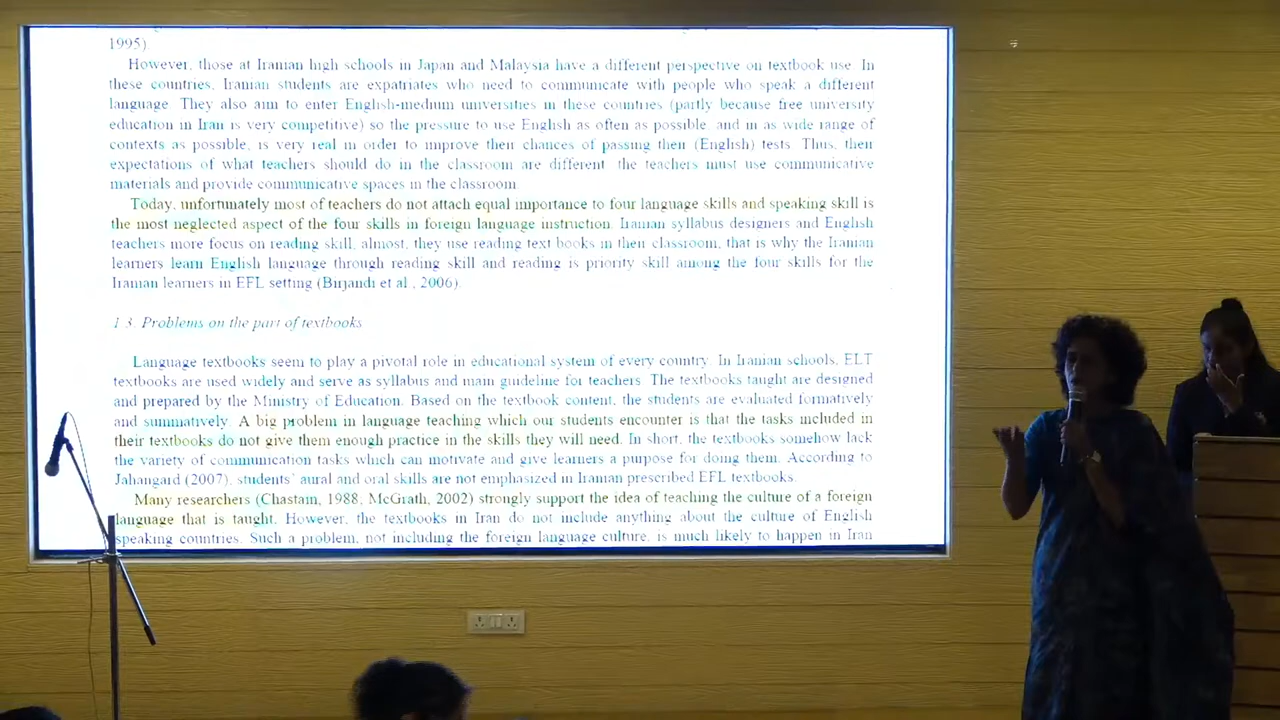 1995).
However, those at Iranian high schools in Japan and Malaysia have a different perspective on textbook use. In
these countries, Iranian students are expatriates who need to communicate with people who speak a different
language. They also aim to enter English-medium universities in these countries (partly because free university
education in Iran is very competitive) so the pressure to use English as often as possible, and in as wide range of
contexts as possible, is very real in order to improve their chances of passing their (English) tests. Thus, their
expectations of what teachers should do in the classroom are different: the teachers must use communicative
materials and provide communicative spaces in the classroom.
Today, unfortunately most of teachers do not attach equal importance to four language skills and speaking skill is
the most neglected aspect of the four skills in foreign language instruction. Iranian syllabus designers and English
teachers more focus on reading skill, almost, they use reading text books in their classroom, that is why the Iranian
learners learn English language through reading skill and reading is priority skill among the four skills for the
Iranian learners in EFL setting (Birjandi et al., 2006).
1.3. Problems on the part of textbooks
Language textbooks seem to play a pivotal role in educational system of every country. In Iranian schools, ELT
textbooks are used widely and serve as syllabus and main guideline for teachers. The textbooks taught are designed
and prepared by the Ministry of Education. Based on the textbook content, the students are evaluated formatively
and summatively. A big problem in language teaching which our students encounter is that the tasks included in
their textbooks do not give them enough practice in the skills they will need. In short, the textbooks somehow lack
the variety of communication tasks which can motivate and give learners a purpose for doing them. According to
Jahangard (2007), students' aural and oral skills are not emphasized in Iranian prescribed EFL textbooks.
Many researchers (Chastain, 1988, McGrath, 2002) strongly support the idea of teaching the culture of a foreign
language that is taught. However, the textbooks in Iran do not include anything about the culture of English
speaking countries. Such a problem, not including the foreign language culture, is much likely to happen in Iran